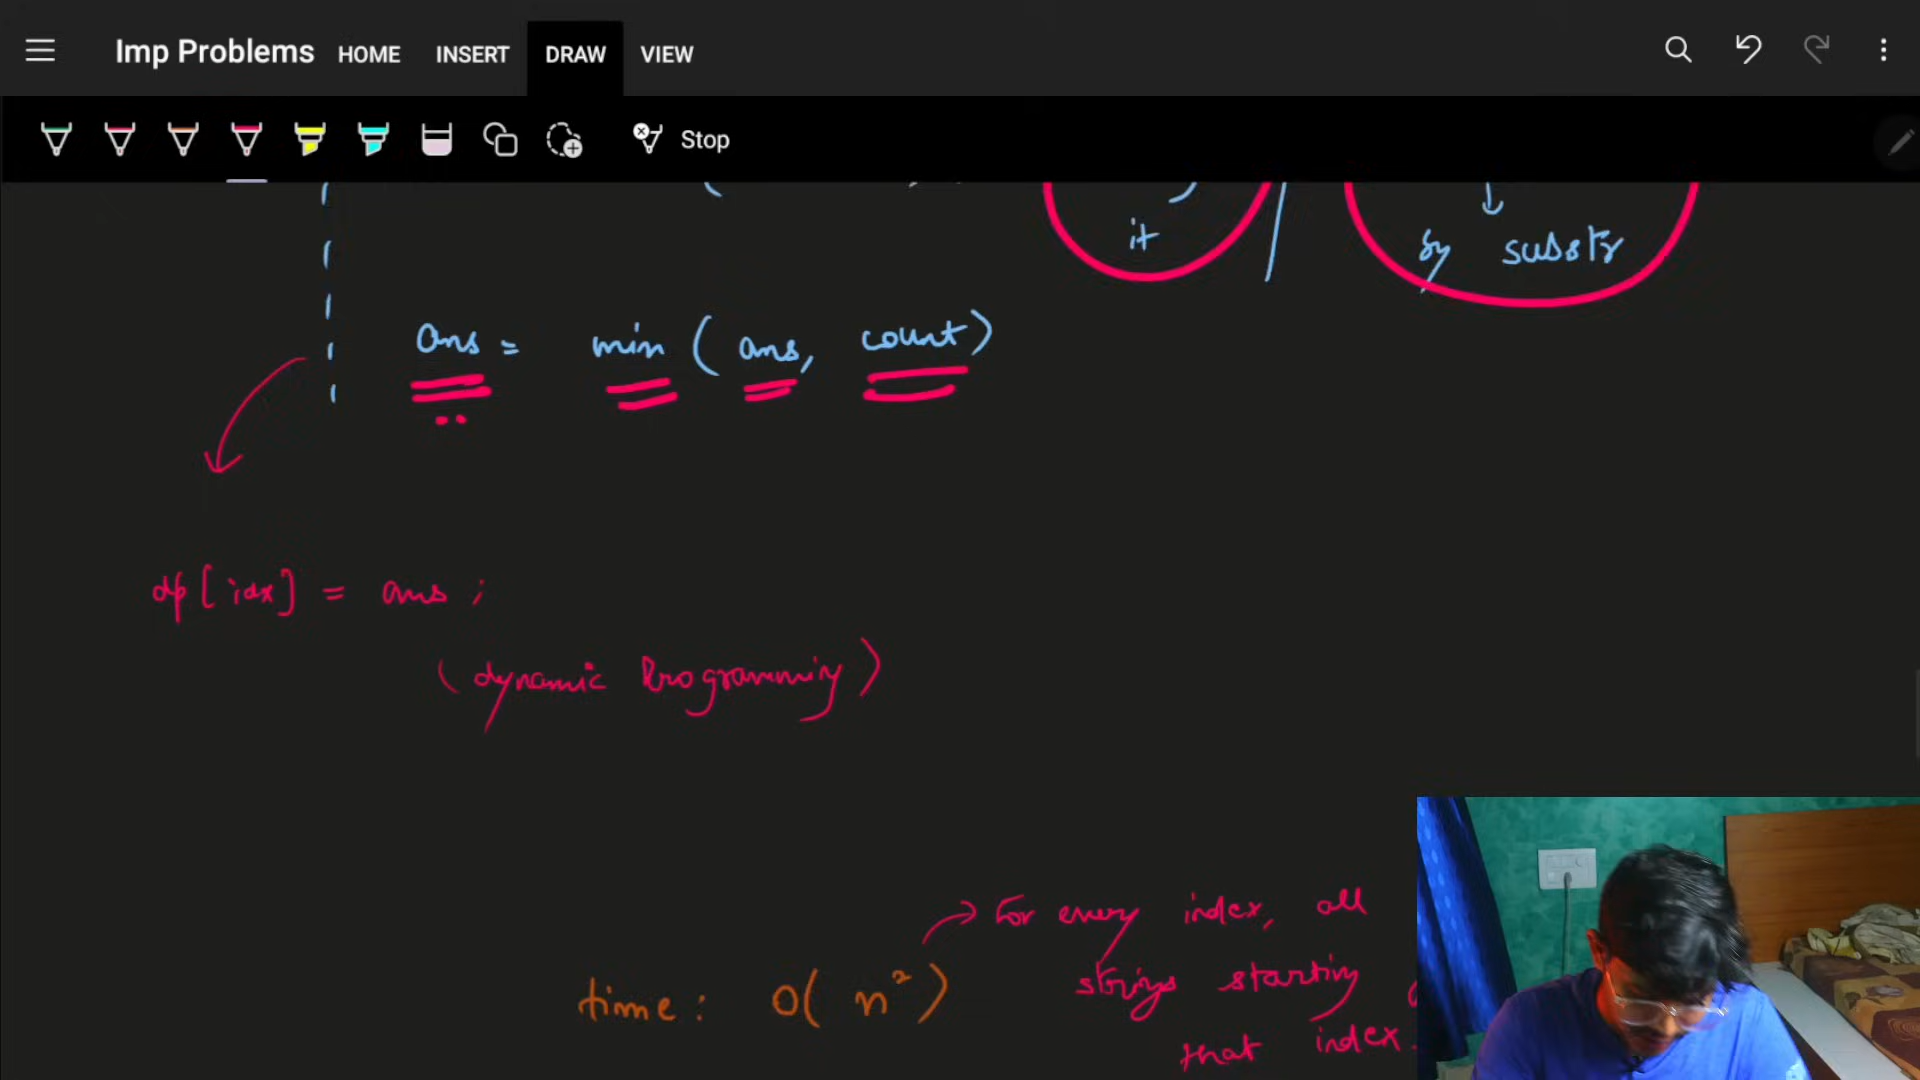 Imp Problems HOME INSERT DRAW VIEW
Stop
it
by substr
ans = min ( ans, count )
dp [ idx ] = ans ;
( dynamic Programming )
For every index, all
time : O( n² )
strings starting
that index.